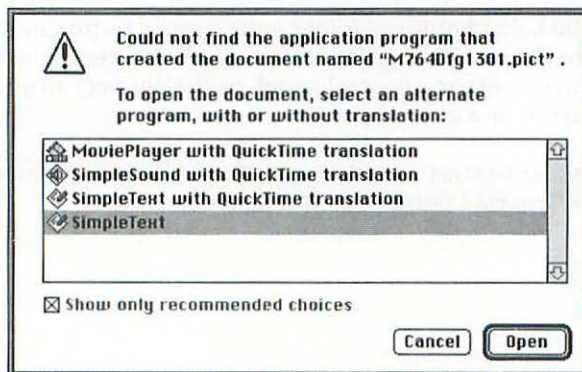 Could not find the application program that
created the document named "M764Dfg1301.pict".
To open the document, select an alternate
program, with or without translation:
MoviePlayer with QuickTime translation
SimpleSound with QuickTime translation
SimpleText with QuickTime translation
SimpleText
Show only recommended choices
Cancel
Open